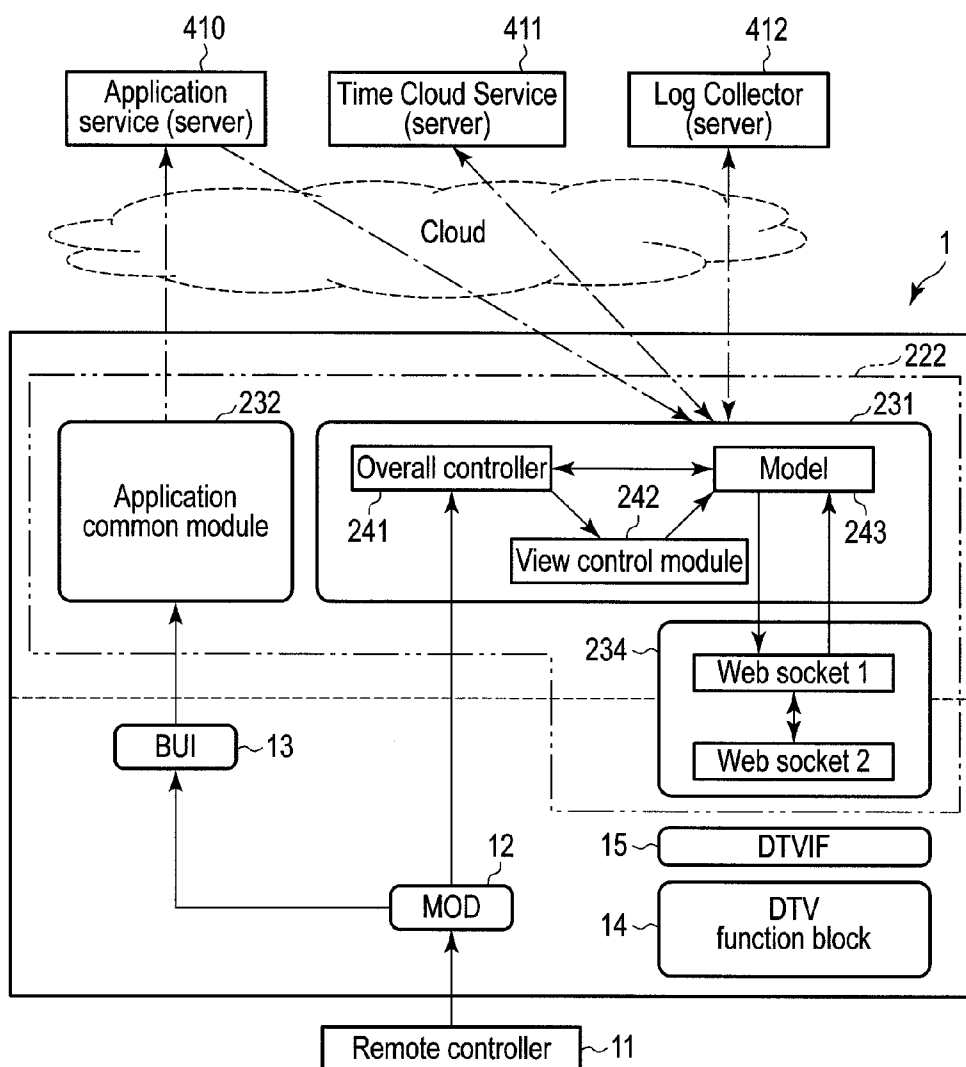 410
411
412
Application
service (server)
Time Cloud Service
(server)
Log Collector
(server)
Cloud
1
222
232
231
Application
common module
Overall controller
Model
241
242
243
View control module
234
Web socket 1
Web socket 2
BUI
13
15
DTVIF
12
MOD
14
DTV
function block
Remote controller
11